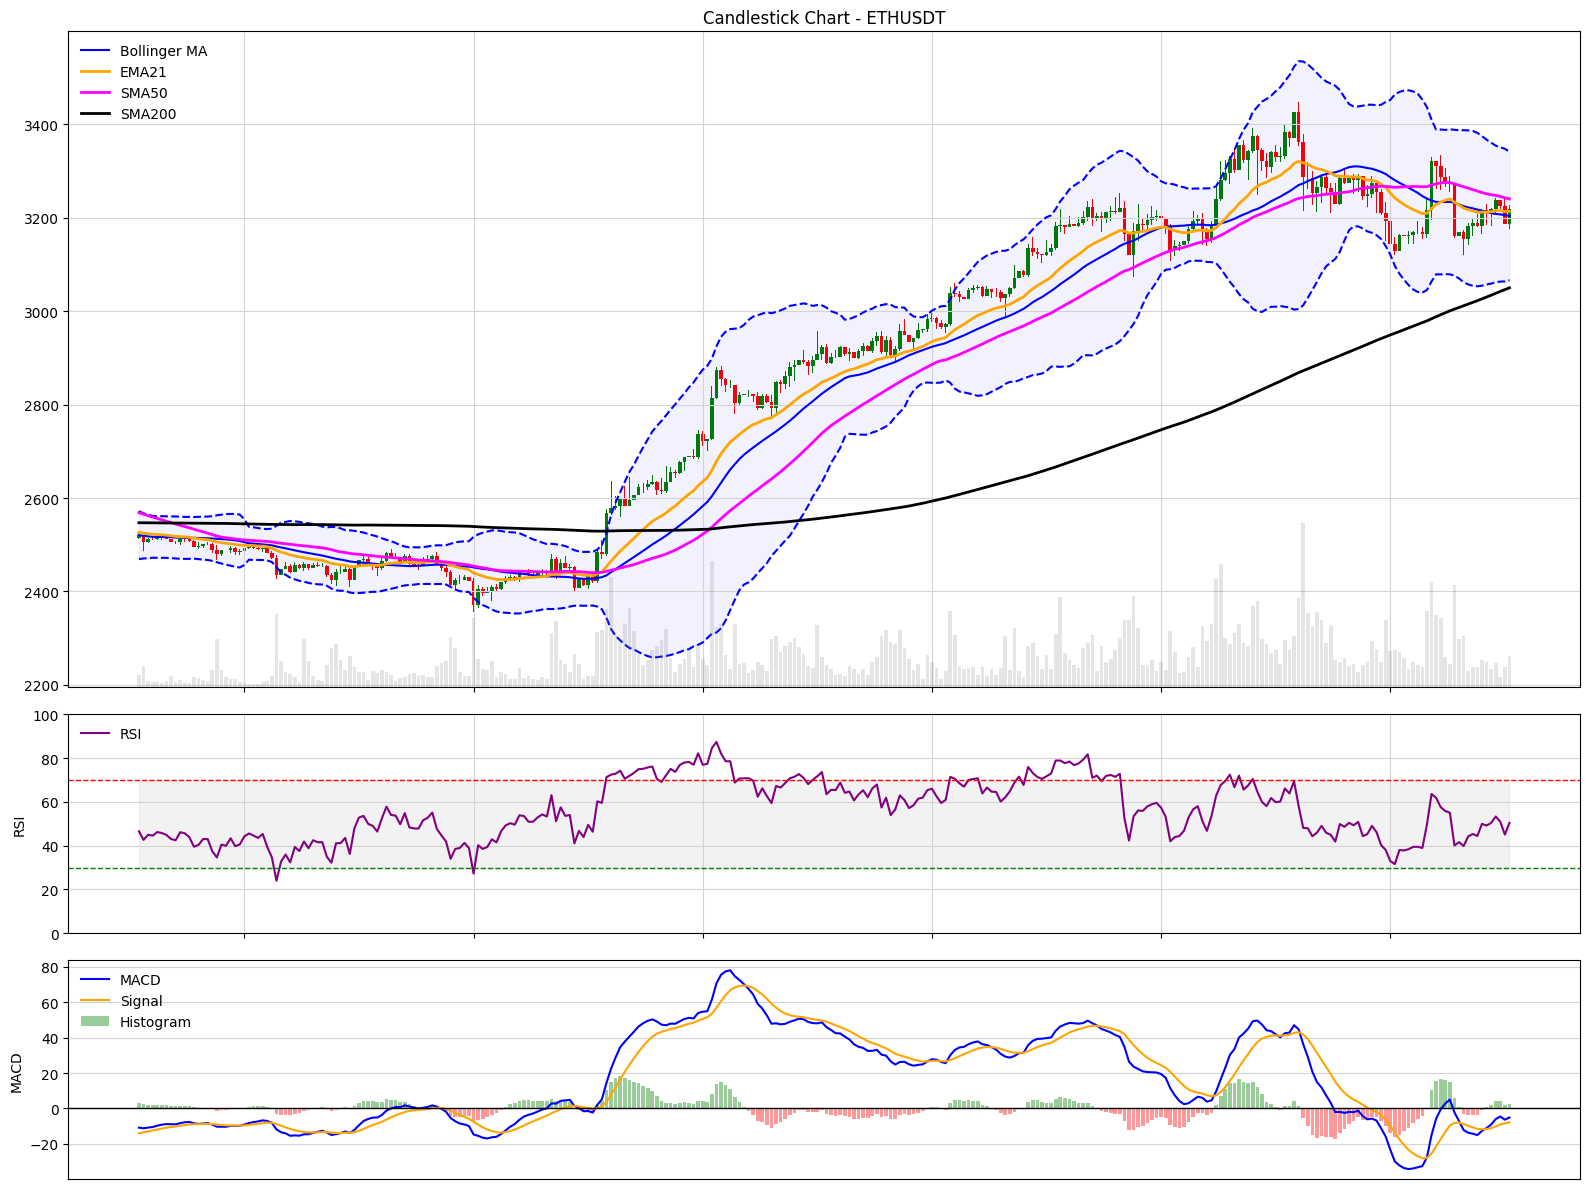 Candlestick Chart - ETHUSDT
Bollinger MA
EMA21
SMA50
SMA200
3400
3200
3000
2800
2600
2400
2200
RSI
100
80
60
40
20
0
RSI
MACD
Signal
Histogram
80
60
40
20
0
−20
MACD